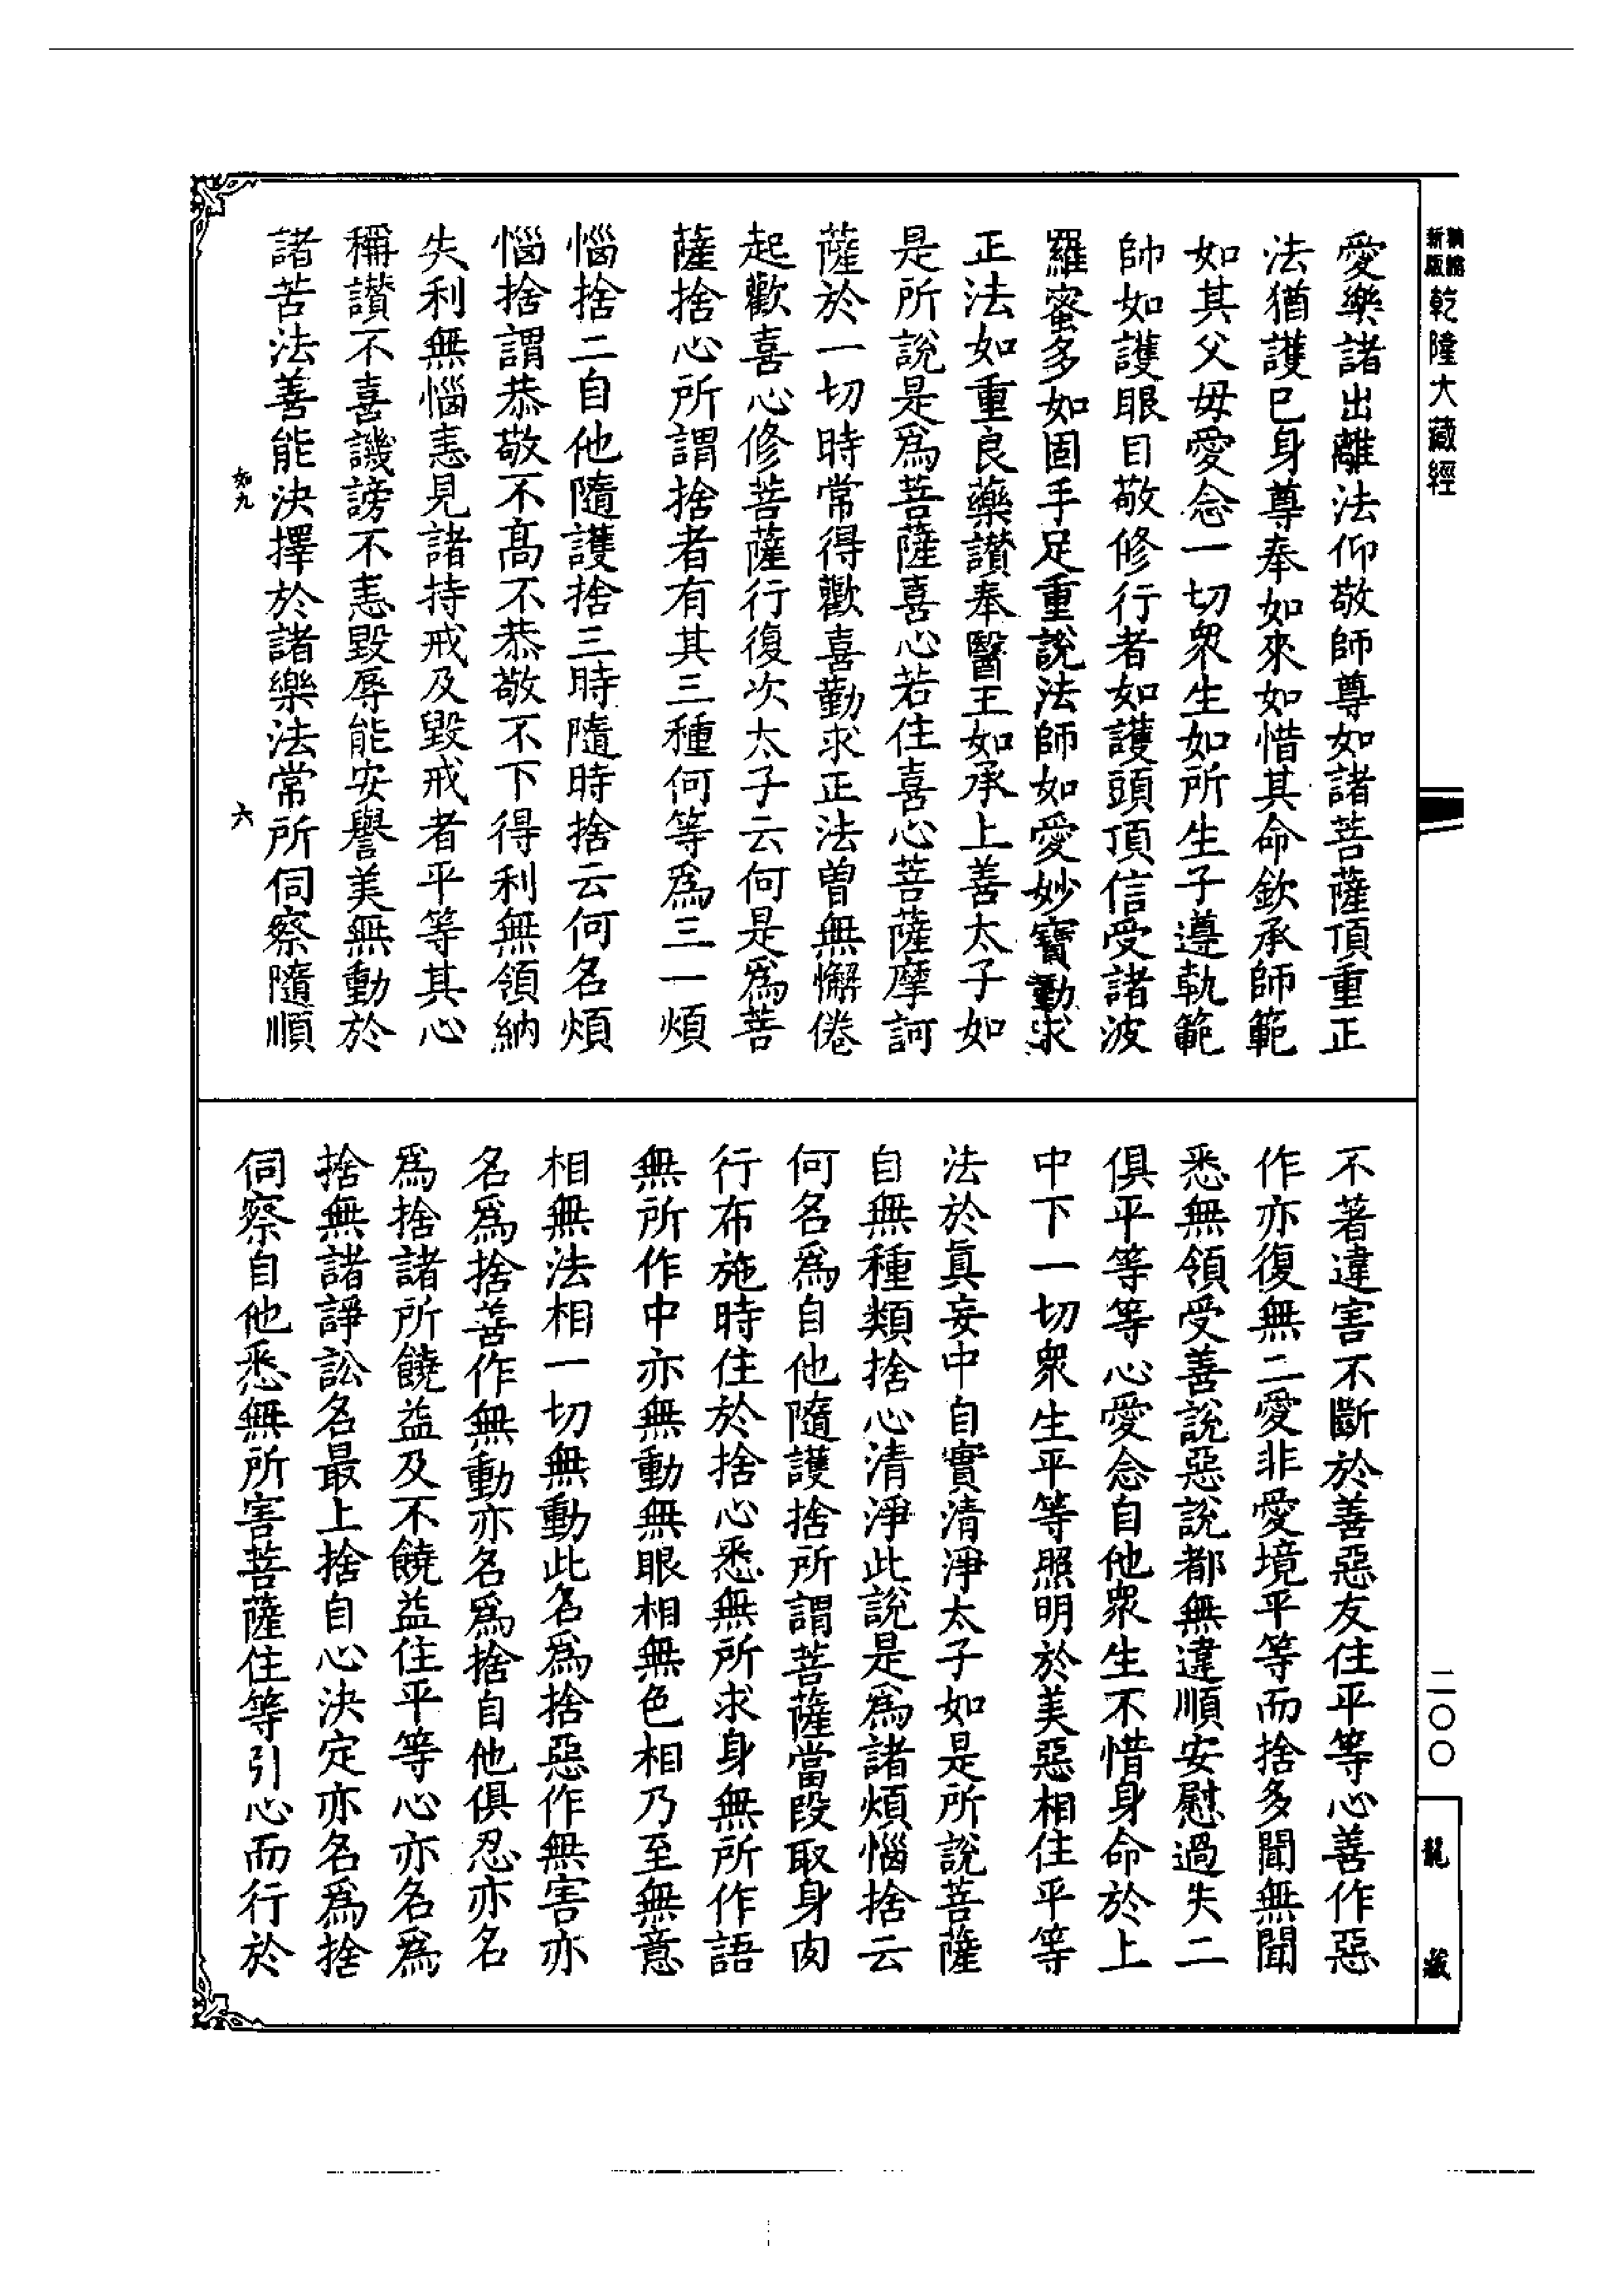 精縮新版乾隆大藏經
愛樂諸出離法仰敬師尊如諸菩薩頂重正
法猶護已身尊奉如來如惜其命欽承師範
如其父母愛念一切衆生如所生子遵執範
帥如護眼目敬修行者如護頭頂信受諸波
羅蜜多如固手足重說法師如愛妙寶勤求
正法如重良藥讃奉醫王如承上善太子如
是所說是爲菩薩喜心若住喜心菩薩摩訶
薩於一切時常得歡喜勤求正法曾無懈倦
起歡喜心修菩薩行復次太子云何是爲菩
薩捨心所謂捨者有其三種何等爲三一煩
惱捨二自他隨護捨三時隨時捨云何名煩
惱捨謂恭敬不高不恭敬不下得利無領納
失利無惱恚見諸持戒及毀戒者平等其心
稱讃不喜譏謗不恚毀辱能安譽美無動於
諸苦法善能決擇於諸樂法常所伺察隨順
如九
六
不著違害不斷於善惡友住平等心善作惡
作亦復無二愛非愛境平等而捨多聞無聞
悉無領受善說惡說都無違順安慰過失二
俱平等等心愛念自他衆生不惜身命於上
中下一切衆生平等照明於美惡相住平等
法於眞妄中自實清淨太子如是所說菩薩
自無種類捨心清淨此說是爲諸煩惱捨云
何名爲自他隨護捨所謂菩薩當段取身肉
行布施時住於捨心悉無所求身無所作語
無所作中亦無動無眼相無色相乃至無意
相無法相一切無動此名爲捨惡作無害亦
名爲捨善作無動亦名爲捨自他俱忍亦名
爲捨諸所饒益及不饒益住平等心亦名爲
捨無諸諍訟名最上捨自心決定亦名爲捨
伺察自他悉無所害菩薩住等引心而行於
二〇〇
龍藏